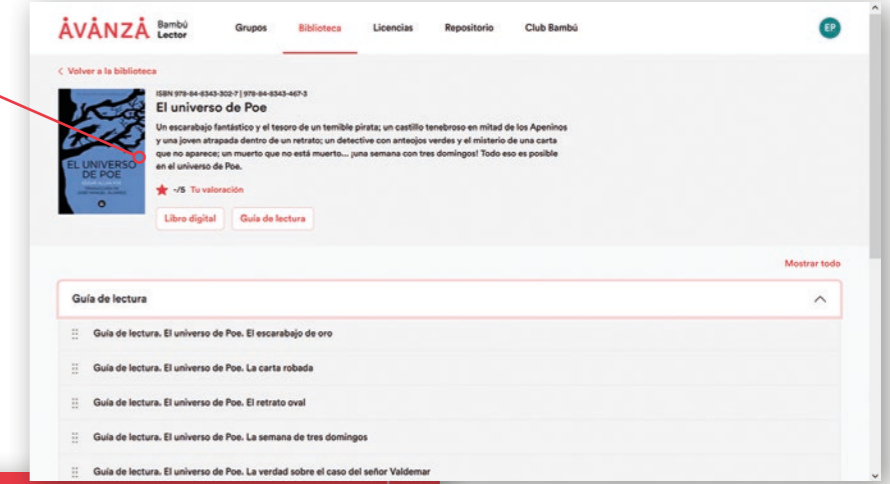 ÁVÁNZÁ Bambú Lector
Grupos Biblioteca Licencias Repositorio Club Bambú EP
< Volver a la biblioteca
ISBN 978-84-8343-302-7 | 978-84-8343-467-3
El universo de Poe
Un escarabajo fantástico y el tesoro de un temible pirata; un castillo tenebroso en mitad de los Apeninos
y una joven atrapada dentro de un retrato; un detective con anteojos verdes y el misterio de una carta
que no aparece; un muerto que no está muerto... ¡una semana con tres domingos! Todo eso es posible
en el universo de Poe.
EL UNIVERSO
DE POE
EDGAR ALLAN POE
-/5 Tu valoración
Libro digital Guía de lectura
Mostrar todo
Guía de lectura
Guía de lectura. El universo de Poe. El escarabajo de oro
Guía de lectura. El universo de Poe. La carta robada
Guía de lectura. El universo de Poe. El retrato oval
Guía de lectura. El universo de Poe. La semana de tres domingos
Guía de lectura. El universo de Poe. La verdad sobre el caso del señor Valdemar